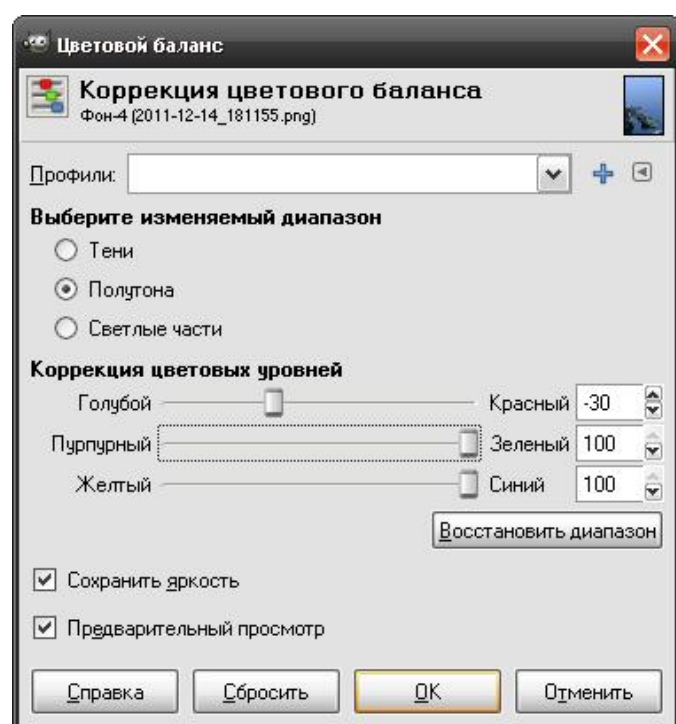 Цветовой баланс
Коррекция цветового баланса
Фон-4 (2011-12-14_181155.png)
Профили:
Выберите изменяемый диапазон
Тени
Полутона
Светлые части
Коррекция цветовых уровней
Голубой Красный -30
Пурпурный Зеленый 100
Желтый Синий 100
Восстановить диапазон
Сохранить яркость
Предварительный просмотр
Справка Сбросить OK Отменить